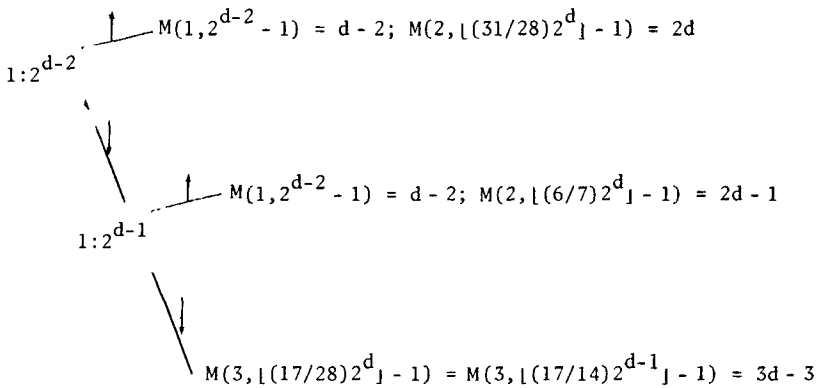 M(1,2^{d-2} - 1) = d - 2; M(2,⌊(31/28)2^d⌋ - 1) = 2d
1:2^{d-2}
M(1,2^{d-2} - 1) = d - 2; M(2,⌊(6/7)2^d⌋ - 1) = 2d - 1
1:2^{d-1}
M(3,⌊(17/28)2^d⌋ - 1) = M(3,⌊(17/14)2^{d-1}⌋ - 1) = 3d - 3